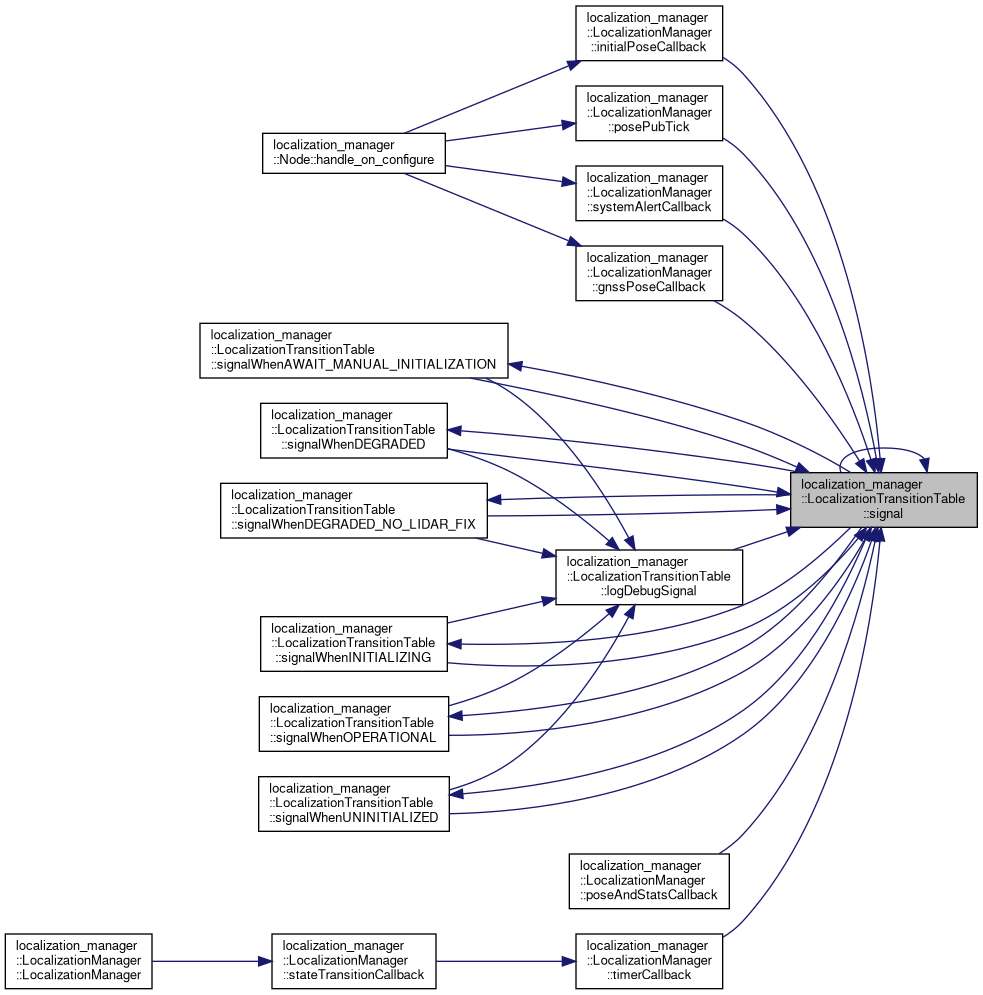 localization_manager
::LocalizationManager
::initialPoseCallback
localization_manager
::LocalizationManager
::posePubTick
localization_manager
::Node::handle_on_configure
localization_manager
::LocalizationManager
::systemAlertCallback
localization_manager
::LocalizationManager
::gnssPoseCallback
localization_manager
::LocalizationTransitionTable
::signalWhenAWAIT_MANUAL_INITIALIZATION
localization_manager
::LocalizationTransitionTable
::signalWhenDEGRADED
localization_manager
::LocalizationTransitionTable
::signal
localization_manager
::LocalizationTransitionTable
::signalWhenDEGRADED_NO_LIDAR_FIX
localization_manager
::LocalizationTransitionTable
::logDebugSignal
localization_manager
::LocalizationTransitionTable
::signalWhenINITIALIZING
localization_manager
::LocalizationTransitionTable
::signalWhenOPERATIONAL
localization_manager
::LocalizationTransitionTable
::signalWhenUNINITIALIZED
localization_manager
::LocalizationManager
::poseAndStatsCallback
localization_manager
::LocalizationManager
::LocalizationManager
localization_manager
::LocalizationManager
::stateTransitionCallback
localization_manager
::LocalizationManager
::timerCallback